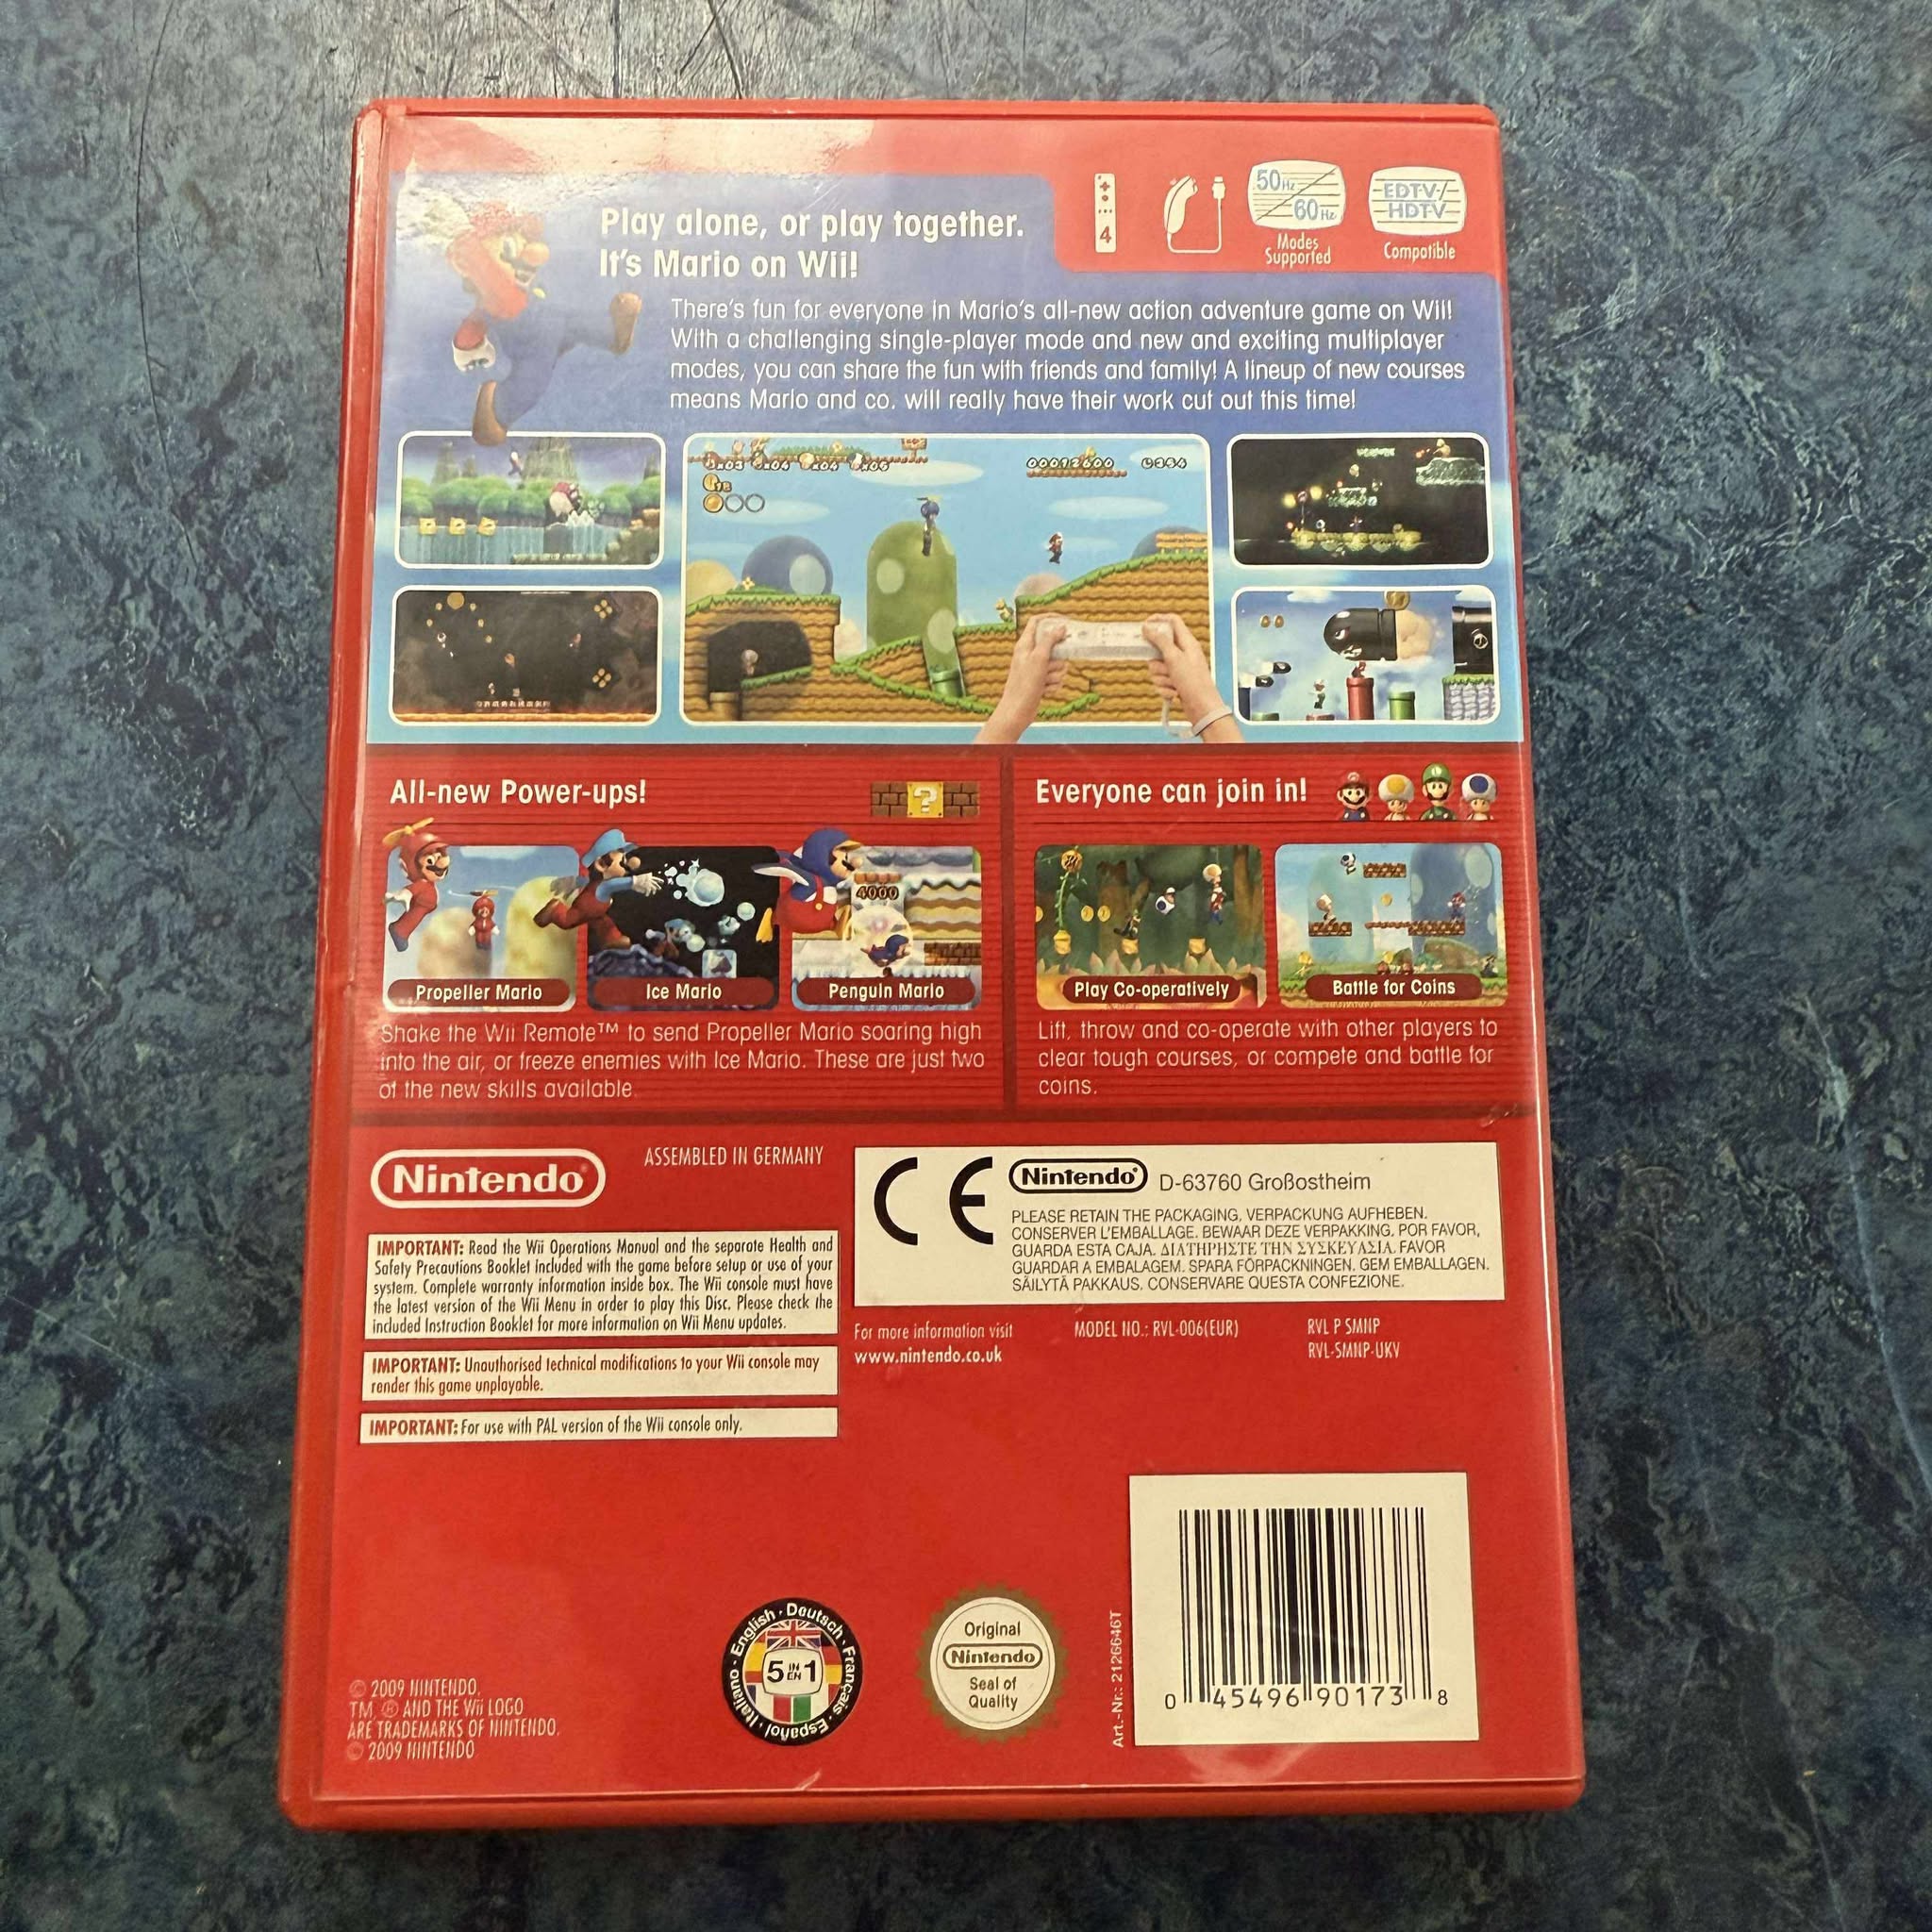 Play alone, or play together.
It's Mario on Wii!
4
50Hz
60Hz
Modes
Supported
EDTV/
HDTV
Compatible
There's fun for everyone in Mario's all-new action adventure game on Wii!
With a challenging single-player mode and new and exciting multiplayer
modes, you can share the fun with friends and family! A lineup of new courses
means Mario and co. will really have their work cut out this time!
00012600
354
All-new Power-ups!
?
4000
Propeller Mario
Ice Mario
Penguin Mario
Shake the Wii Remote™ to send Propeller Mario soaring high
into the air, or freeze enemies with Ice Mario. These are just two
of the new skills available
Everyone can join in!
Play Co-operatively
Battle for Coins
Lift, throw and co-operate with other players to
clear tough courses, or compete and battle for
coins.
Nintendo®
ASSEMBLED IN GERMANY
CE
Nintendo®
D-63760 Großostheim
PLEASE RETAIN THE PACKAGING. VERPACKUNG AUFHEBEN.
CONSERVER L'EMBALLAGE. BEWAAR DEZE VERPAKKING. POR FAVOR,
GUARDA ESTA CAJA. ΔΙΑΤΗΡΗΣΤΕ ΤΗΝ ΣΥΣΚΕΥΑΣΙΑ. FAVOR
GUARDAR A EMBALAGEM. SPARA FÖRPACKNINGEN. GEM EMBALLAGEN.
SÄILYTÄ PAKKAUS. CONSERVARE QUESTA CONFEZIONE.
IMPORTANT: Read the Wii Operations Manual and the separate Health and
Safety Precautions Booklet included with the game before setup or use of your
system. Complete warranty information inside box. The Wii console must have
the latest version of the Wii Menu in order to play this Disc. Please check the
included Instruction Booklet for more information on Wii Menu updates.
IMPORTANT: Unauthorised technical modifications to your Wii console may
render this game unplayable.
IMPORTANT: For use with PAL version of the Wii console only.
For more information visit
www.nintendo.co.uk
MODEL NO.: RVL-006(EUR)
RVL P SMNP
RVL-SMNP-UKV
© 2009 NINTENDO.
TM, ® AND THE Wii LOGO
ARE TRADEMARKS OF NINTENDO.
© 2009 NINTENDO
English · Deutsch · Français · Español · Italiano ·
5 IN EN 1
Original
Nintendo
Seal of
Quality
Art.-Nr.: 2126646T
0 45496 90173 8